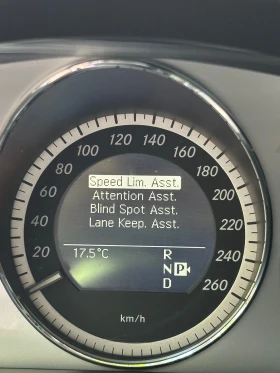 20
40
60
80
100
120
140
160
180
200
220
240
260
Speed Lim. Asst.
Attention Asst.
Blind Spot Asst.
Lane Keep. Asst.
17.5°C
R
N P
D
km/h